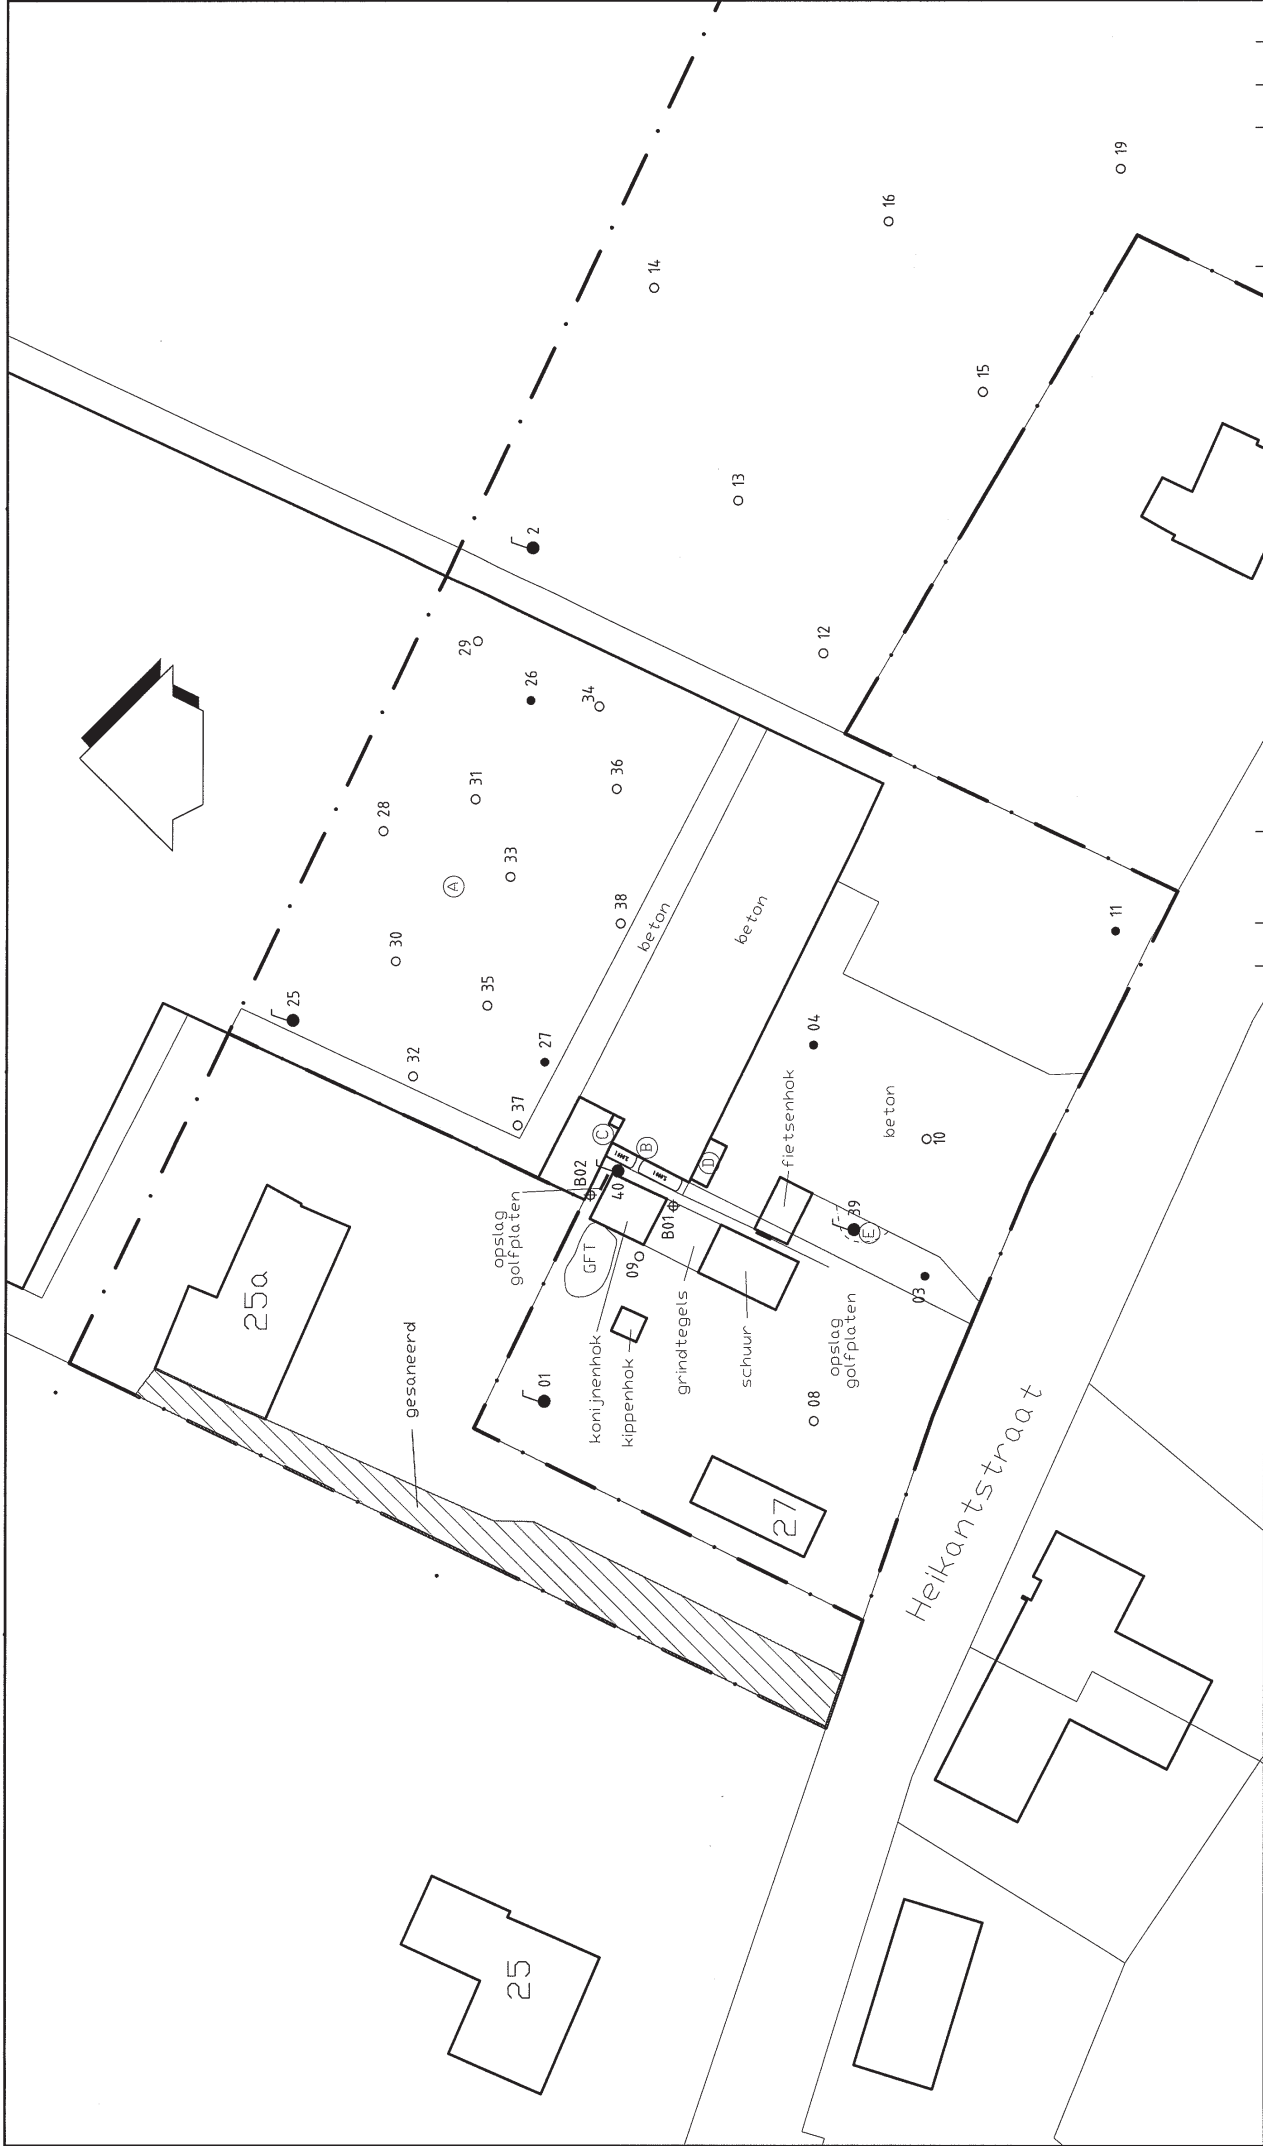 25
25a
gesaneerd
27
Heikantstraat
01
08
kippenhok
konijnenhok
grindtegels
schuur
opslag
golfplaten
opslag
golfplaten
GFT
09
03
B02
B01
40
39
C
B
D
E
fietsenhok
10
04
beton
11
beton
beton
37
27
32
25
35
30
38
A
33
28
31
36
34
26
29
2
12
13
15
14
16
19